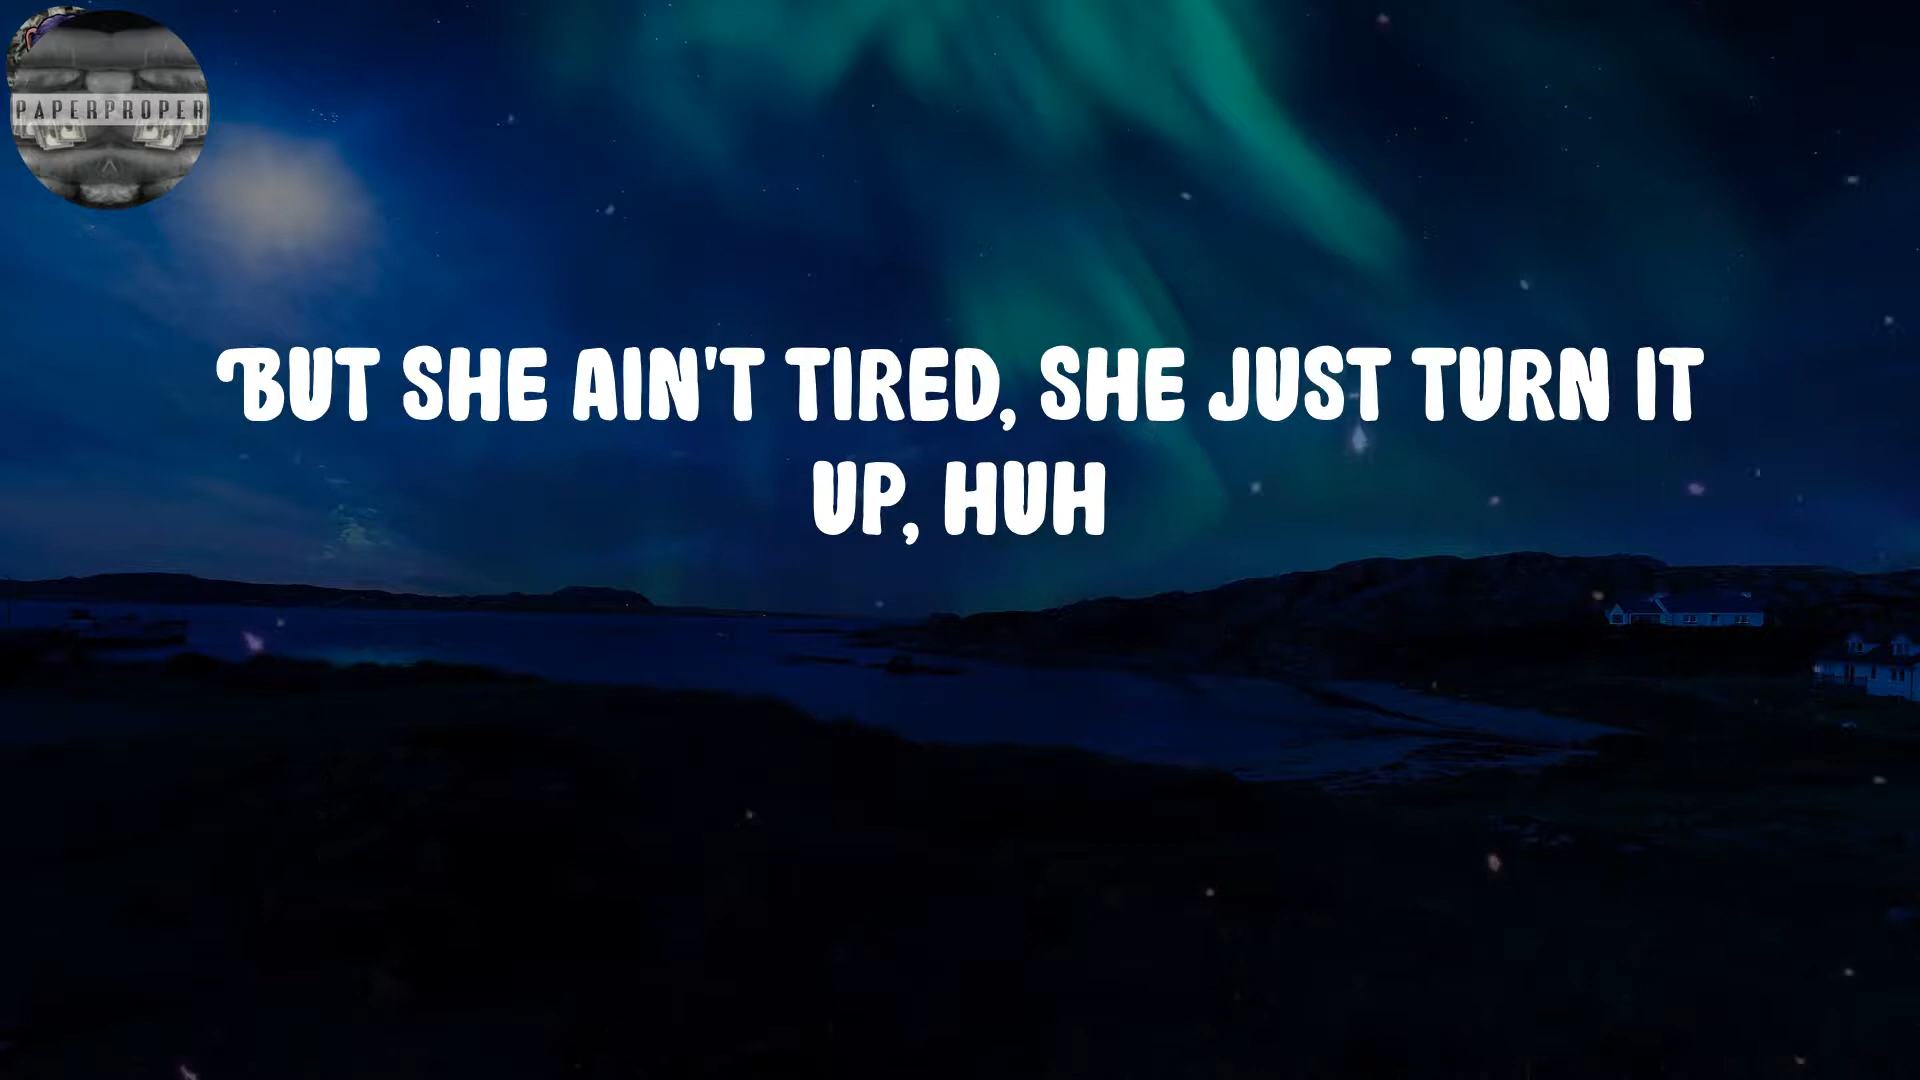 PAPERPROPER
BUT SHE AIN'T TIRED, SHE JUST TURN IT
UP, HUH